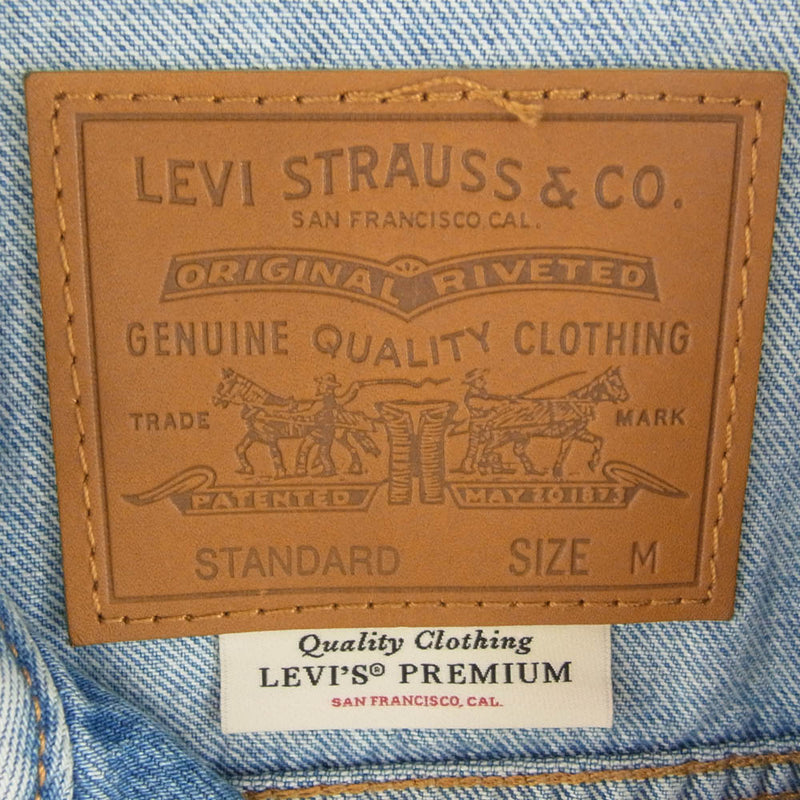 LEVI STRAUSS & CO.
SAN FRANCISCO CAL.
ORIGINAL RIVETED
GENUINE QUALITY CLOTHING
TRADE MARK
PATENTED MAY 20 1873
STANDARD SIZE M
Quality Clothing
LEVI'S® PREMIUM
SAN FRANCISCO, CAL.